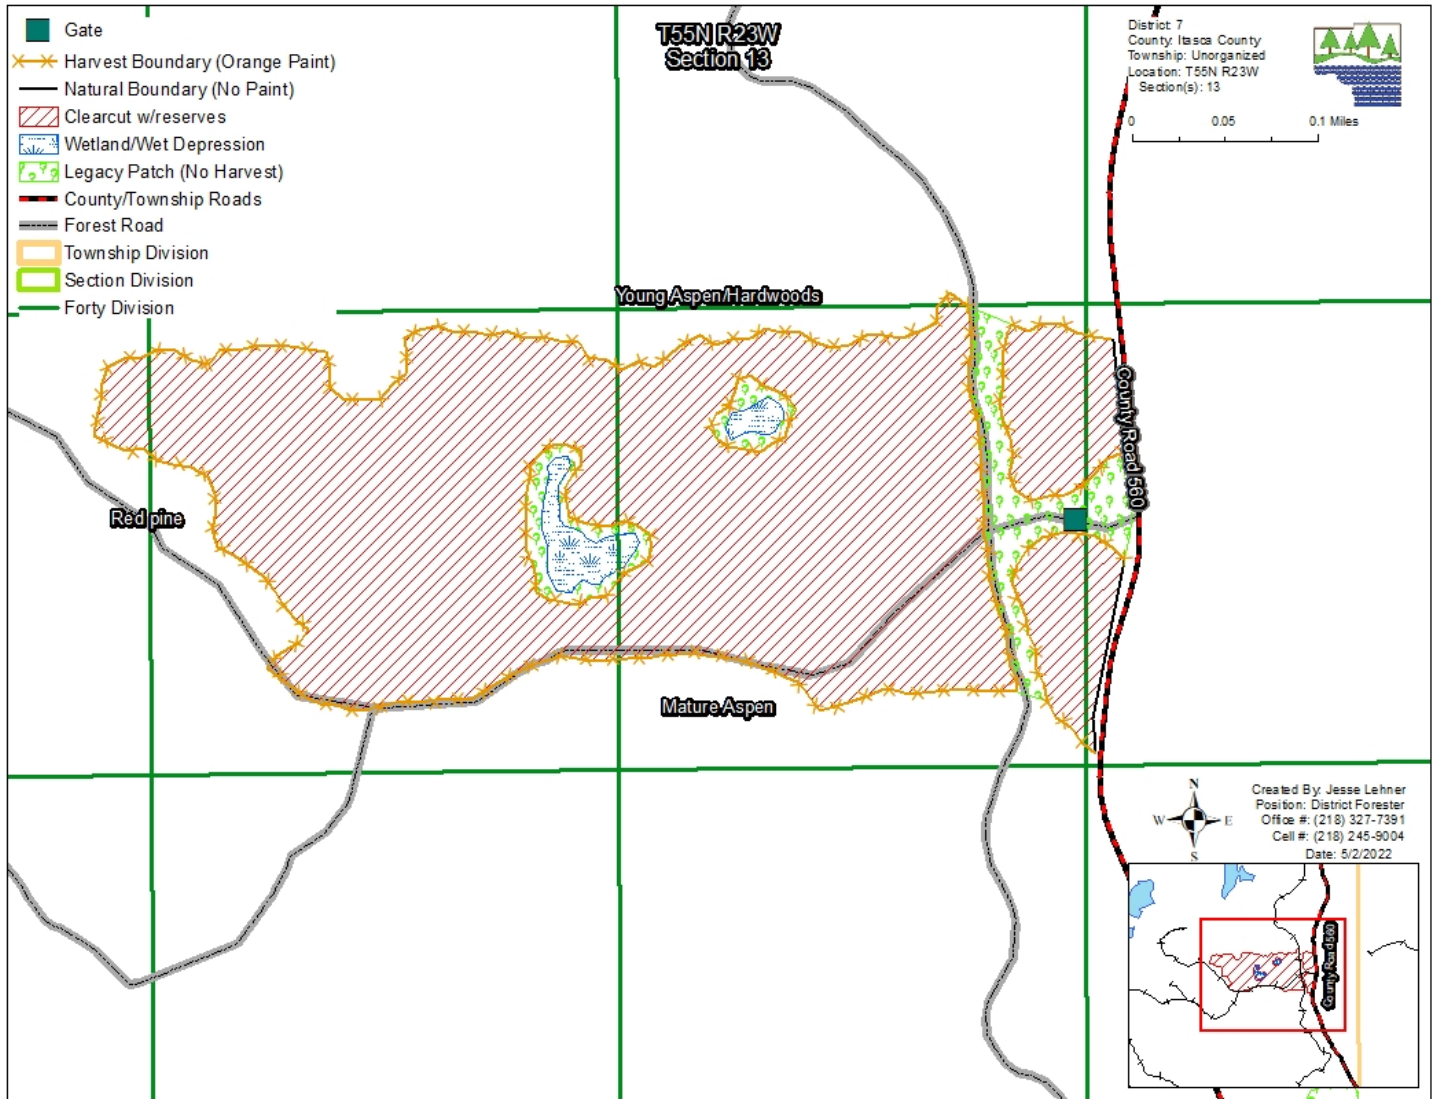 Gate
Harvest Boundary (Orange Paint)
Natural Boundary (No Paint)
Clearcut w/reserves
Wetland/Wet Depression
Legacy Patch (No Harvest)
County/Township Roads
Forest Road
Township Division
Section Division
Forty Division
T55N R23W
Section 13
District: 7
County: Itasca County
Township: Unorganized
Location: T55N R23W
Section(s): 13
0 0.05 0.1 Miles
Young Aspen/Hardwoods
County Road 560
Red pine
Mature Aspen
N
W E
S
Created By: Jesse Lehner
Position: District Forester
Office #: (218) 327-7391
Cell #: (218) 245-9004
Date: 5/2/2022
County Road 560